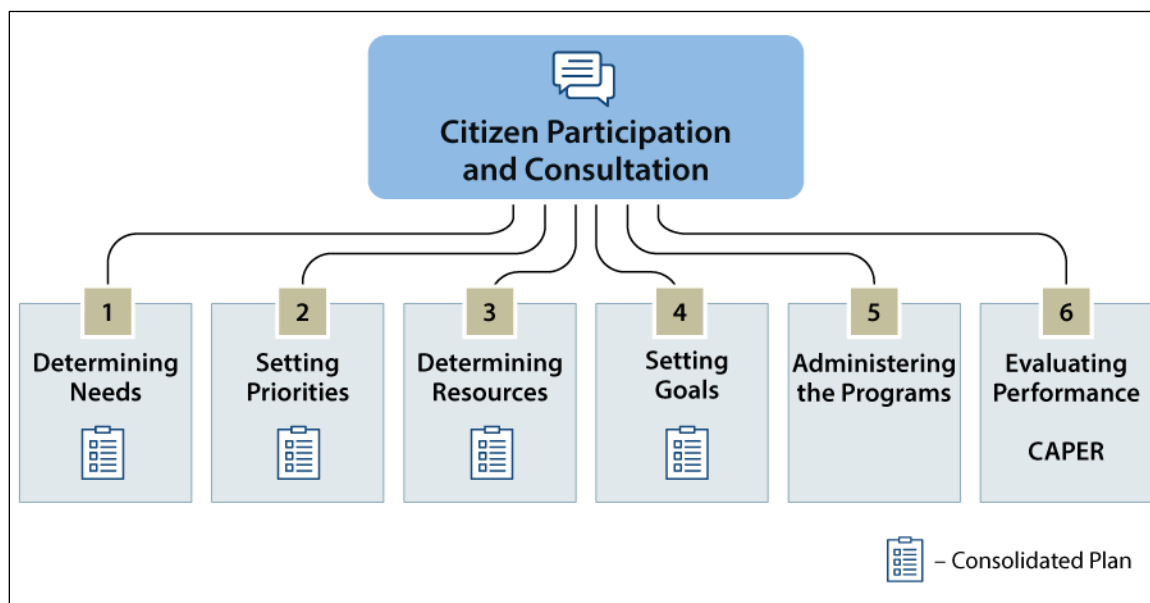 Citizen Participation
and Consultation
1
Determining
Needs
2
Setting
Priorities
3
Determining
Resources
4
Setting
Goals
5
Administering
the Programs
6
Evaluating
Performance
CAPER
– Consolidated Plan